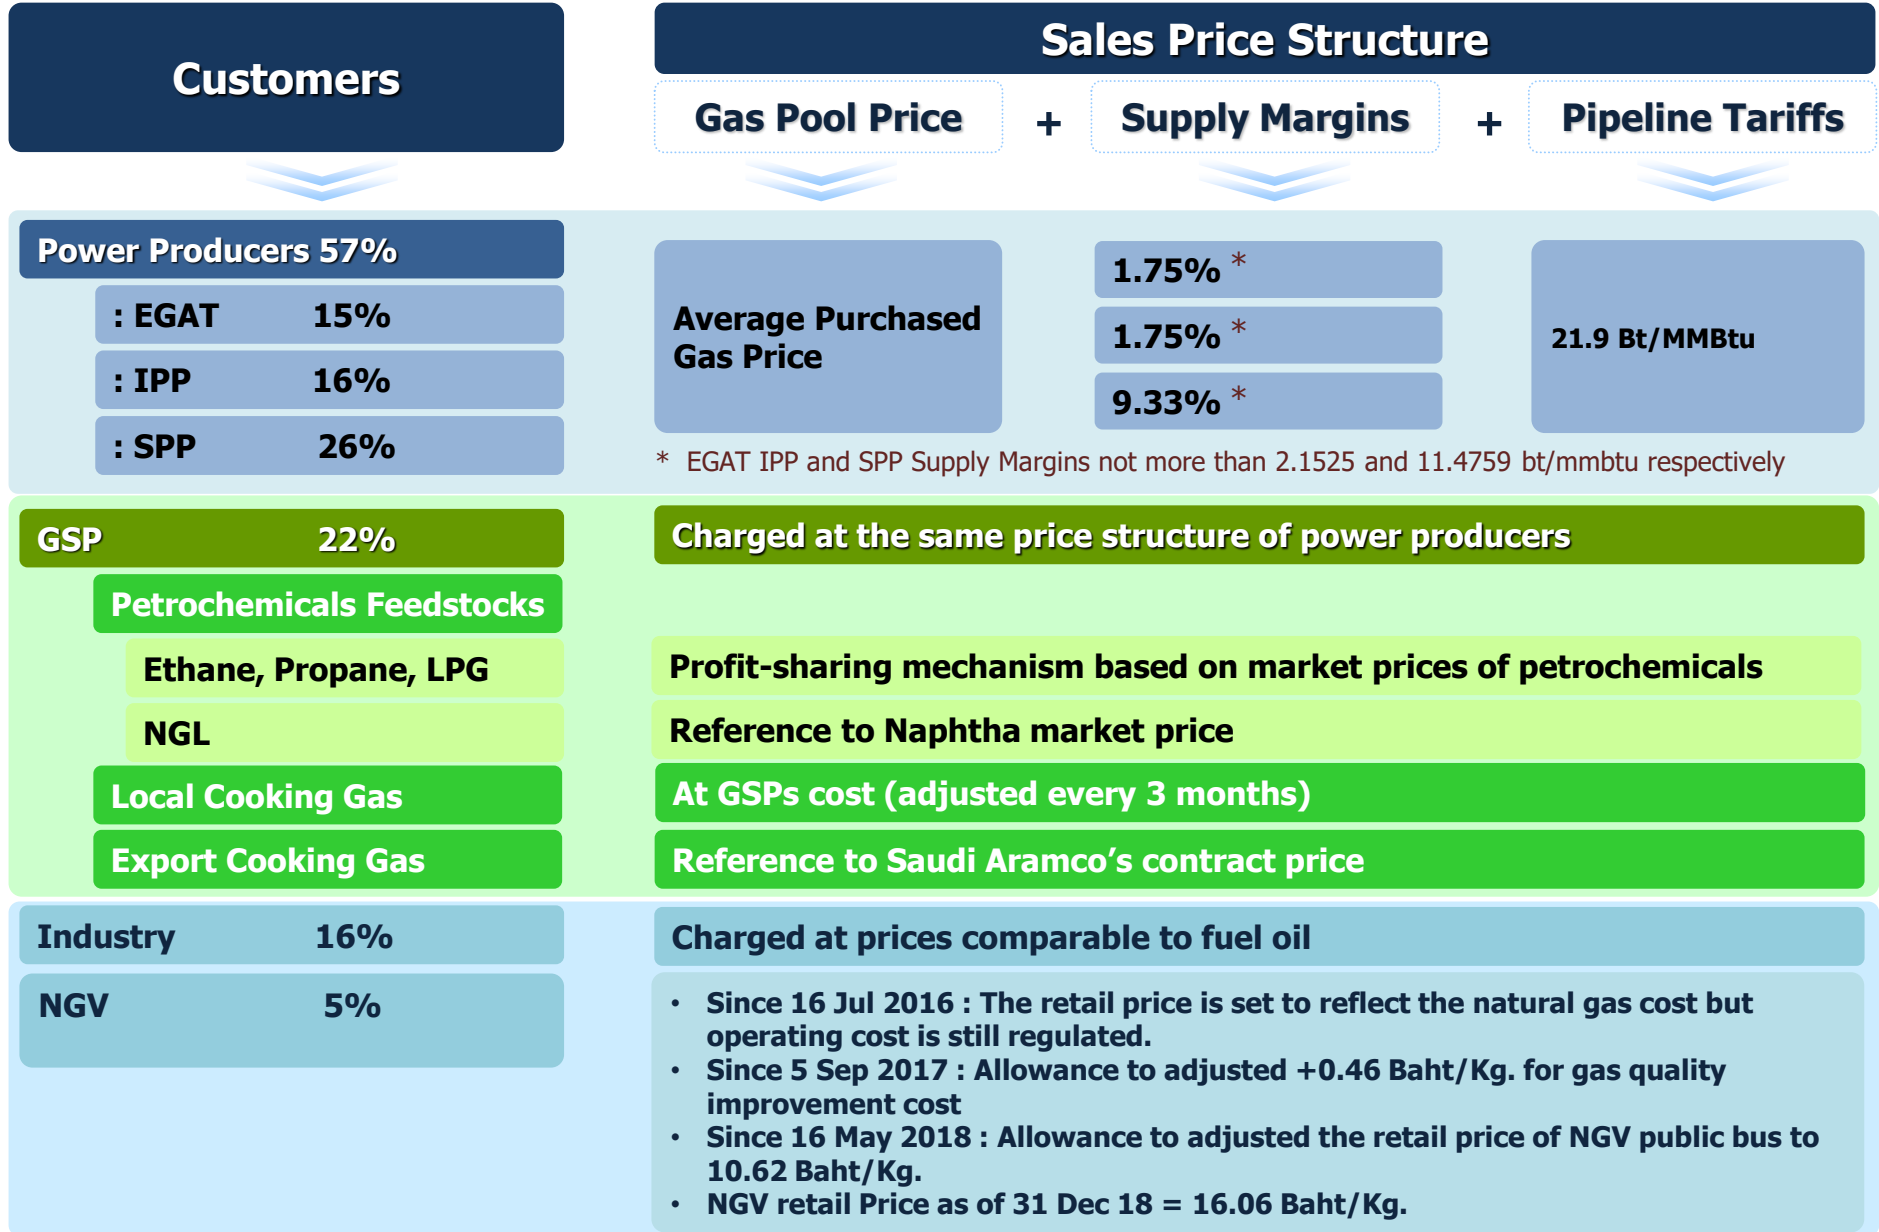 Customers
Sales Price Structure
Gas Pool Price + Supply Margins + Pipeline Tariffs
Power Producers 57%
: EGAT 15%
: IPP 16%
: SPP 26%
Average Purchased
Gas Price
1.75% *
1.75% *
9.33% *
21.9 Bt/MMBtu
* EGAT IPP and SPP Supply Margins not more than 2.1525 and 11.4759 bt/mmbtu respectively
GSP 22%
Charged at the same price structure of power producers
Petrochemicals Feedstocks
Ethane, Propane, LPG
Profit-sharing mechanism based on market prices of petrochemicals
NGL
Reference to Naphtha market price
Local Cooking Gas
At GSPs cost (adjusted every 3 months)
Export Cooking Gas
Reference to Saudi Aramco’s contract price
Industry 16%
Charged at prices comparable to fuel oil
NGV 5%
• Since 16 Jul 2016 : The retail price is set to reflect the natural gas cost but
operating cost is still regulated.
• Since 5 Sep 2017 : Allowance to adjusted +0.46 Baht/Kg. for gas quality
improvement cost
• Since 16 May 2018 : Allowance to adjusted the retail price of NGV public bus to
10.62 Baht/Kg.
• NGV retail Price as of 31 Dec 18 = 16.06 Baht/Kg.